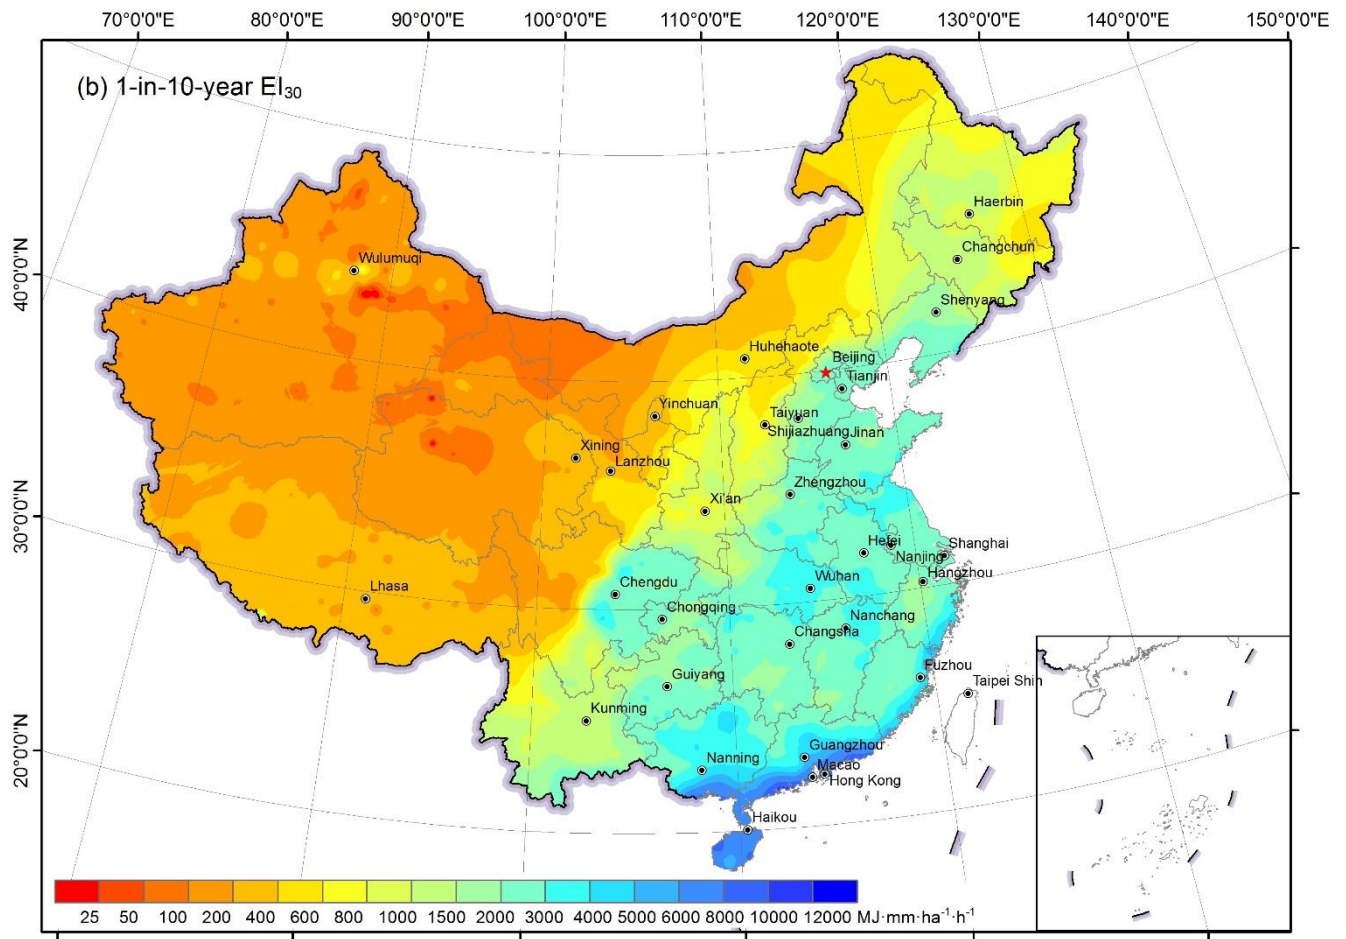 70°0'0"E 80°0'0"E 90°0'0"E 100°0'0"E 110°0'0"E 120°0'0"E 130°0'0"E 140°0'0"E 150°0'0"E
(b) 1-in-10-year EI₃₀
Haerbin
40°0'0"N
Changchun
Wulumuqi
Shenyang
Huhehaote
Beijing
Tianjin
Yinchuan
Taiyuan
Shijiazhuang Jinan
Xining
Lanzhou
Zhengzhou
Xi'an
30°0'0"N
Hefei
Shanghai
Nanjing
Hangzhou
Chengdu
Wuhan
Lhasa
Chongqing
Nanchang
Changsha
Fuzhou
Guiyang
Taipei Shih
Kunming
20°0'0"N
Guangzhou
Nanning
Macao
Hong Kong
Haikou
25 50 100 200 400 600 800 1000 1500 2000 3000 4000 5000 6000 8000 10000 12000 MJ·mm·ha⁻¹·h⁻¹